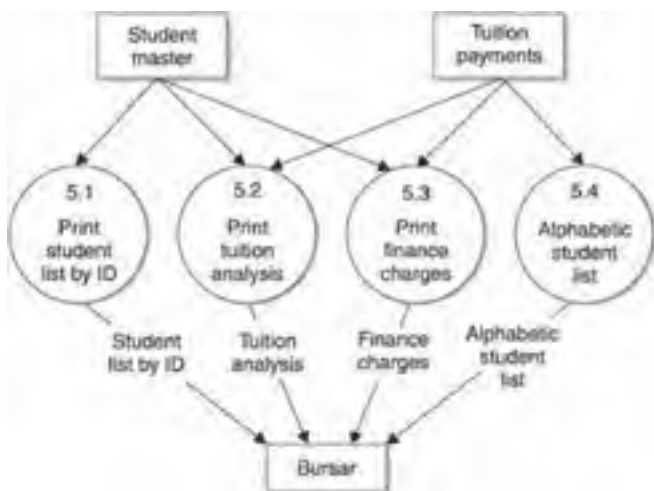 Student
master
Tuition
payments
5.1
Print
student
list by ID
5.2
Print
tuition
analysis
5.3
Print
finance
charges
5.4
Alphabetic
student
list
Student
list by ID
Tuition
analysis
Finance
charges
Alphabetic
student
list
Bursar